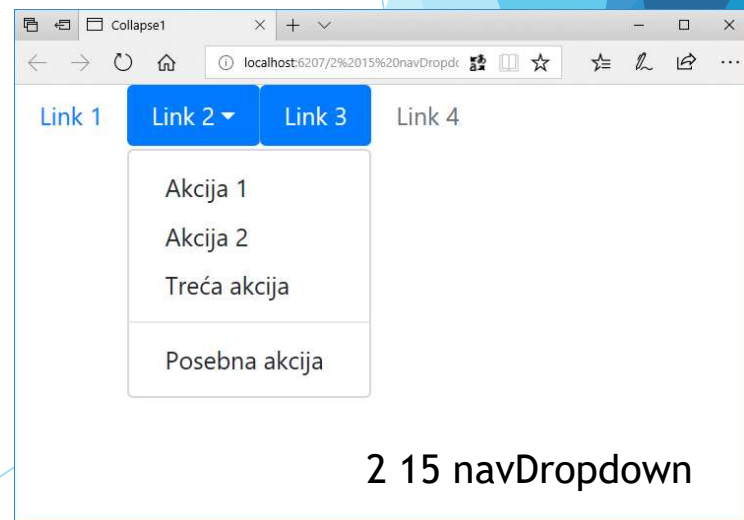 Collapse1
localhost:6207/2%2015%20navDropdc
Link 1 Link 2 Link 3 Link 4
Akcija 1
Akcija 2
Treća akcija
Posebna akcija
2 15 navDropdown